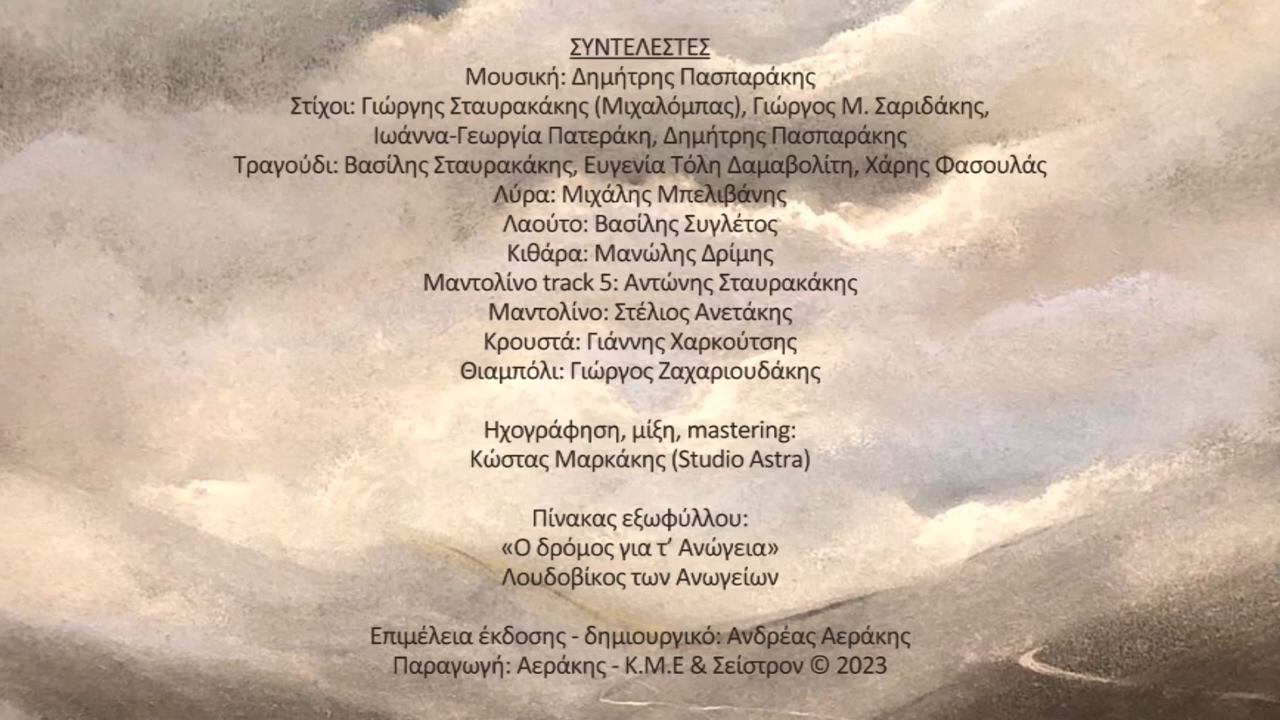 ΣΥΝΤΕΛΕΣΤΕΣ
Μουσική: Δημήτρης Πασπαράκης
Στίχοι: Γιώργης Σταυρακάκης (Μιχαλόμπας), Γιώργος Μ. Σαριδάκης,
Ιωάννα-Γεωργία Πατεράκη, Δημήτρης Πασπαράκης
Τραγούδι: Βασίλης Σταυρακάκης, Ευγενία Τόλη Δαμαβολίτη, Χάρης Φασουλάς
Λύρα: Μιχάλης Μπελιβάνης
Λαούτο: Βασίλης Συγλέτος
Κιθάρα: Μανώλης Δρίμης
Μαντολίνο track 5: Αντώνης Σταυρακάκης
Μαντολίνο: Στέλιος Ανετάκης
Κρουστά: Γιάννης Χαρκούτσης
Θιαμπόλι: Γιώργος Ζαχαριουδάκης
Ηχογράφηση, μίξη, mastering:
Κώστας Μαρκάκης (Studio Astra)
Πίνακας εξωφύλλου:
«Ο δρόμος για τ’ Ανώγεια»
Λουδοβίκος των Ανωγείων
Επιμέλεια έκδοσης - δημιουργικό: Ανδρέας Αεράκης
Παραγωγή: Αεράκης - Κ.Μ.Ε & Σείστρον © 2023